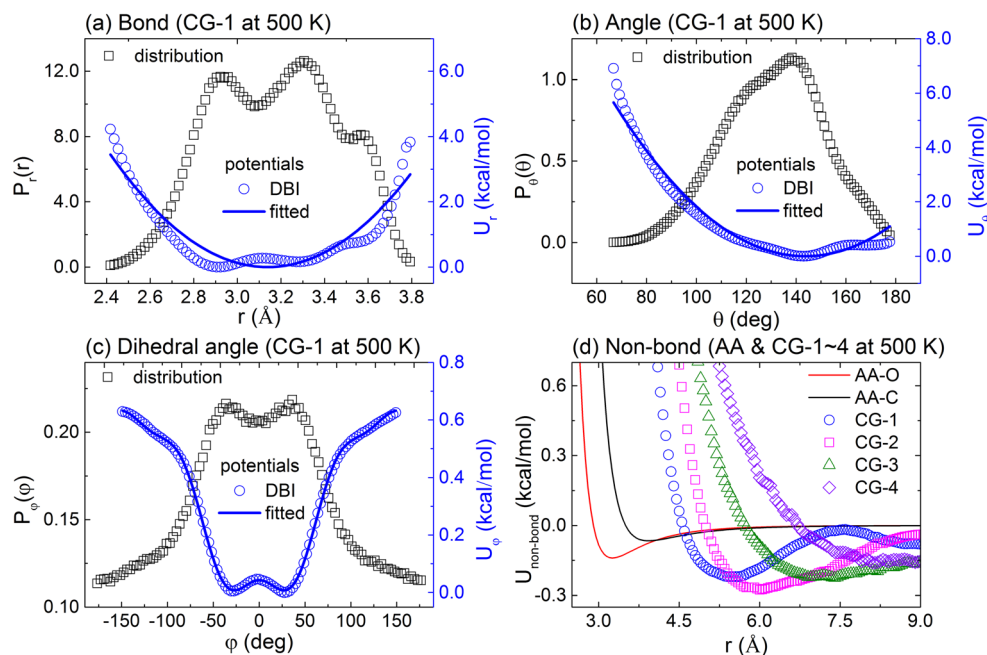 (a) Bond (CG-1 at 500 K)
distribution
12.0
8.0
4.0
0.0
P_r(r)
potentials
DBI
fitted
6.0
4.0
2.0
0.0
U_r (kcal/mol)
2.4 2.6 2.8 3.0 3.2 3.4 3.6 3.8
r (Å)
(b) Angle (CG-1 at 500 K)
distribution
1.0
0.5
0.0
P_θ(θ)
potentials
DBI
fitted
8.0
6.0
4.0
2.0
0.0
U_θ (kcal/mol)
60 80 100 120 140 160 180
θ (deg)
(c) Dihedral angle (CG-1 at 500 K)
distribution
0.20
0.15
0.10
P_φ(φ)
potentials
DBI
fitted
0.8
0.6
0.4
0.2
0.0
U_φ (kcal/mol)
-150 -100 -50 0 50 100 150
φ (deg)
(d) Non-bond (AA & CG-1~4 at 500 K)
0.6
0.3
0.0
-0.3
U_non-bond (kcal/mol)
AA-O
AA-C
CG-1
CG-2
CG-3
CG-4
3.0 4.5 6.0 7.5 9.0
r (Å)